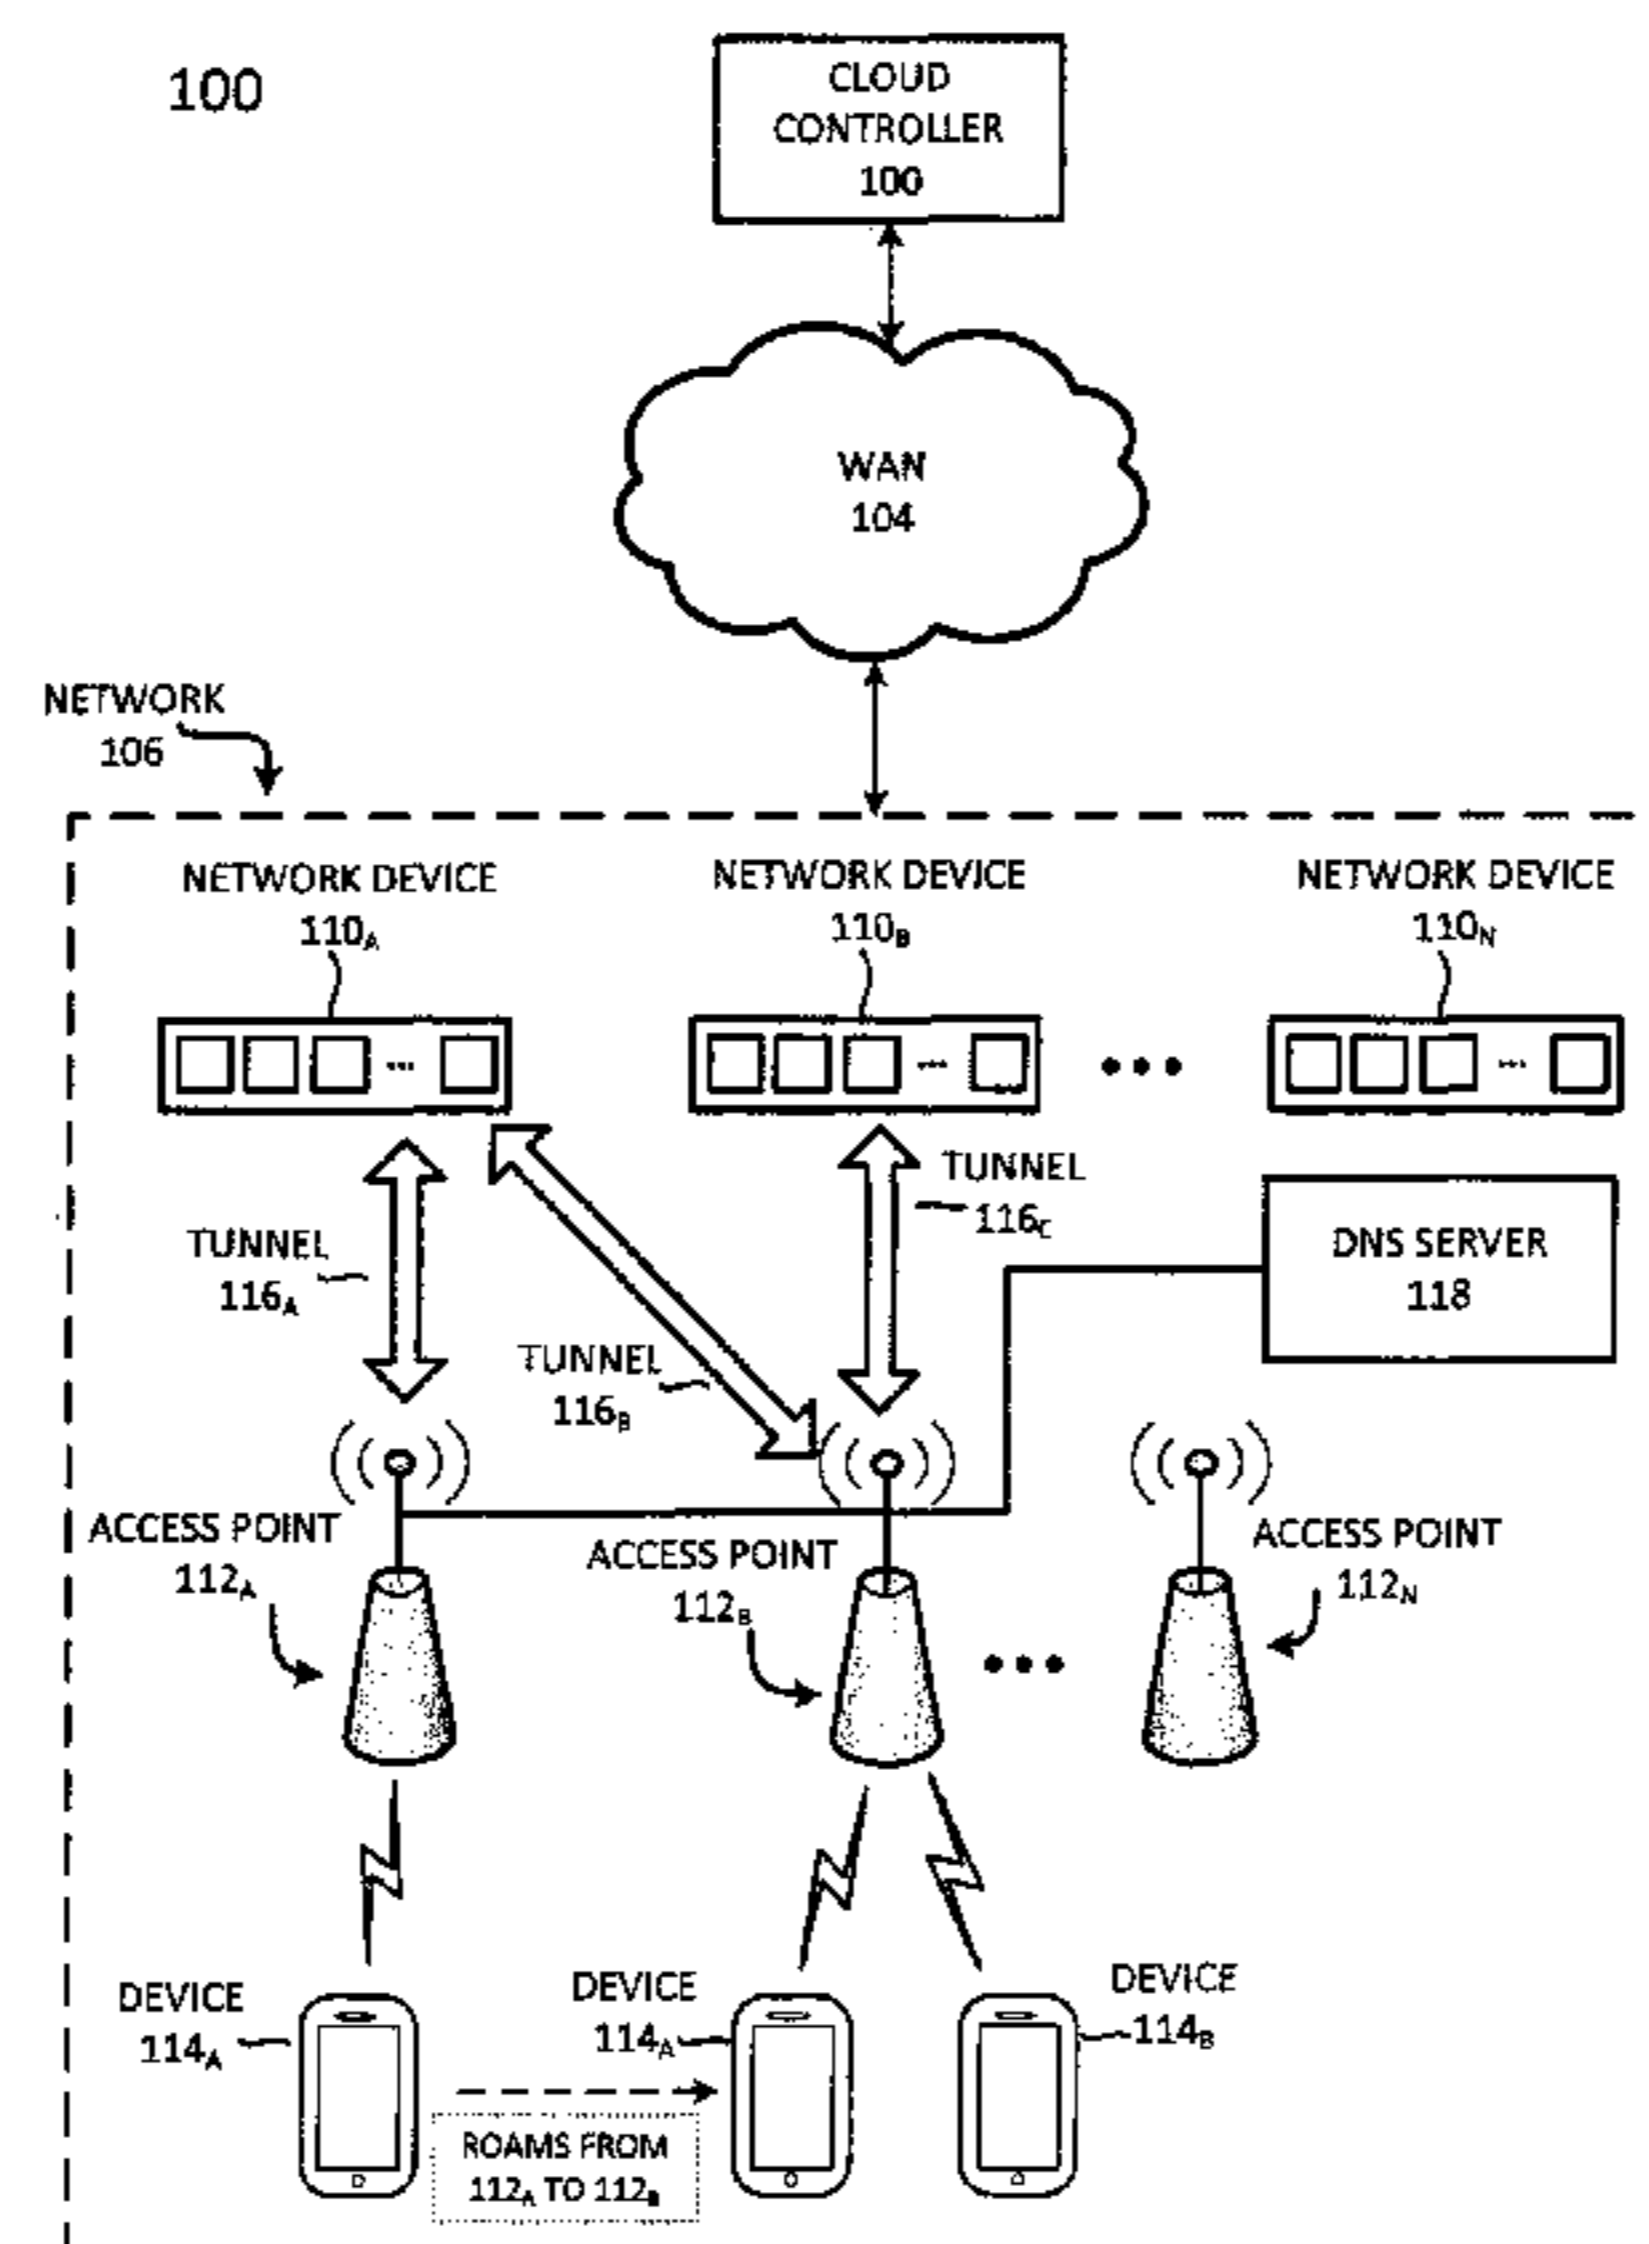 100
CLOUD
CONTROLLER
100
WAN
104
NETWORK
106
NETWORK DEVICE
110A
NETWORK DEVICE
110B
NETWORK DEVICE
110N
TUNNEL
116A
TUNNEL
116B
TUNNEL
116C
DNS SERVER
118
ACCESS POINT
112A
ACCESS POINT
112B
ACCESS POINT
112N
DEVICE
114A
DEVICE
114A
DEVICE
114B
ROAMS FROM
112A TO 112B